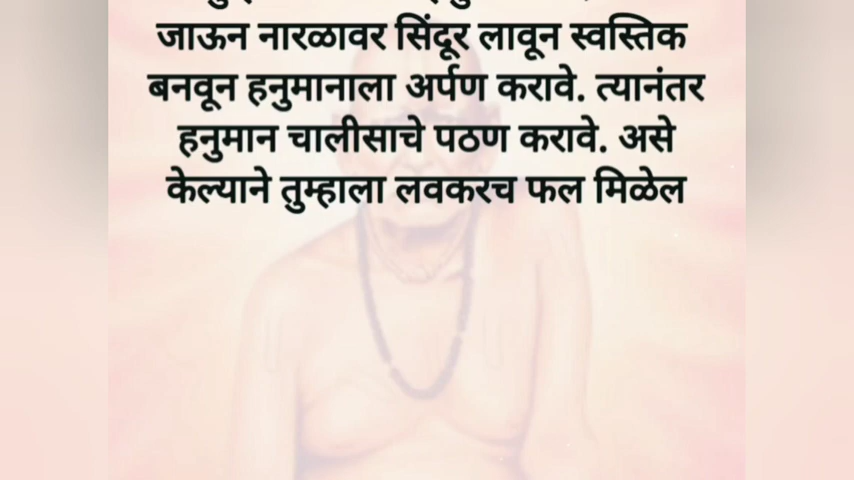 जाऊन नारळावर सिंदूर लावून स्वस्तिक
बनवून हनुमानाला अर्पण करावे. त्यानंतर
हनुमान चालीसाचे पठण करावे. असे
केल्याने तुम्हाला लवकरच फल मिळेल